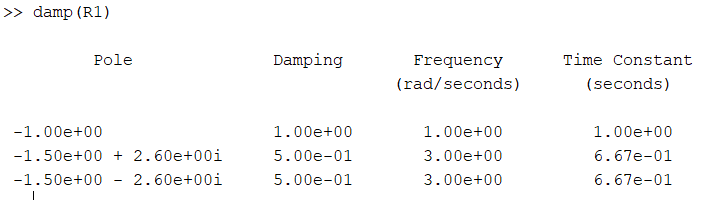 >> damp(R1)
Pole Damping Frequency Time Constant
(rad/seconds) (seconds)
-1.00e+00 1.00e+00 1.00e+00 1.00e+00
-1.50e+00 + 2.60e+00i 5.00e-01 3.00e+00 6.67e-01
-1.50e+00 - 2.60e+00i 5.00e-01 3.00e+00 6.67e-01